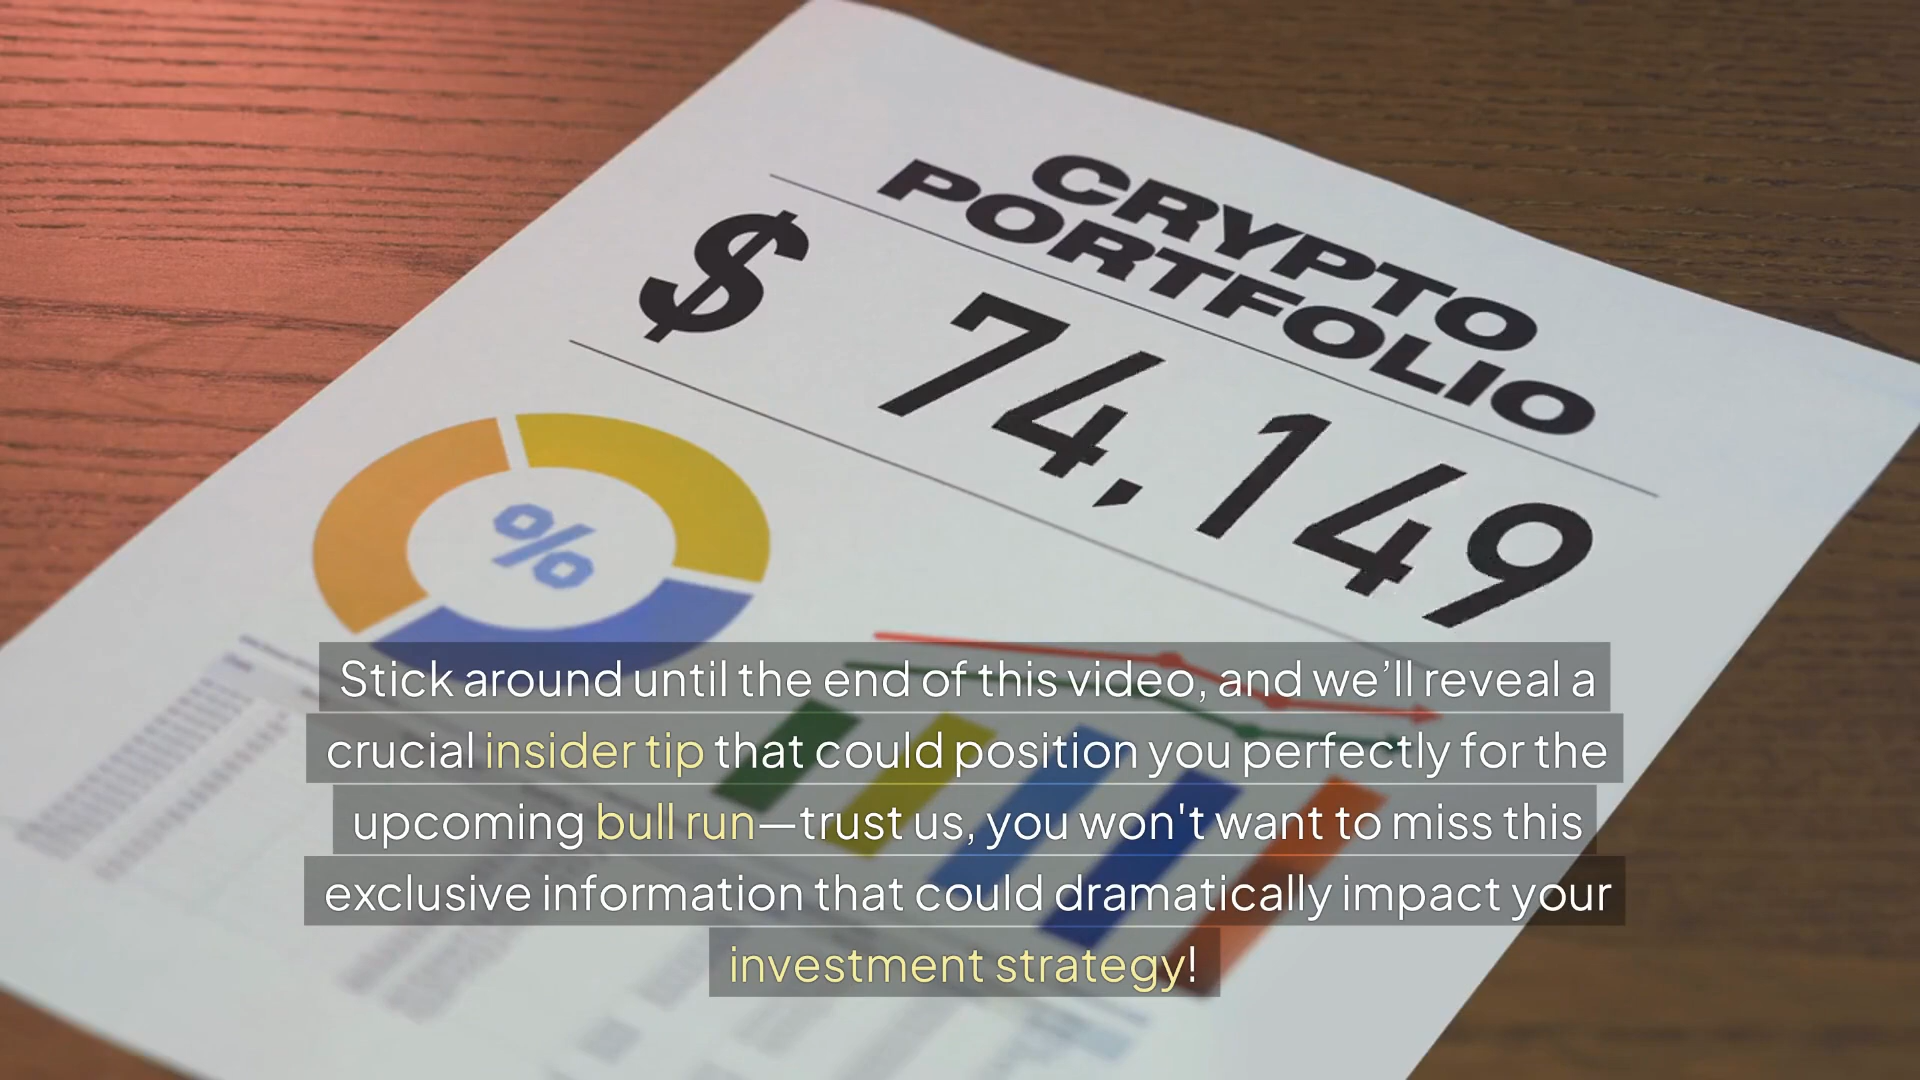 CRYPTO
PORTFOLIO
$ 74,149
%
Stick around until the end of this video, and we’ll reveal a
crucial insider tip that could position you perfectly for the
upcoming bull run—trust us, you won't want to miss this
exclusive information that could dramatically impact your
investment strategy!